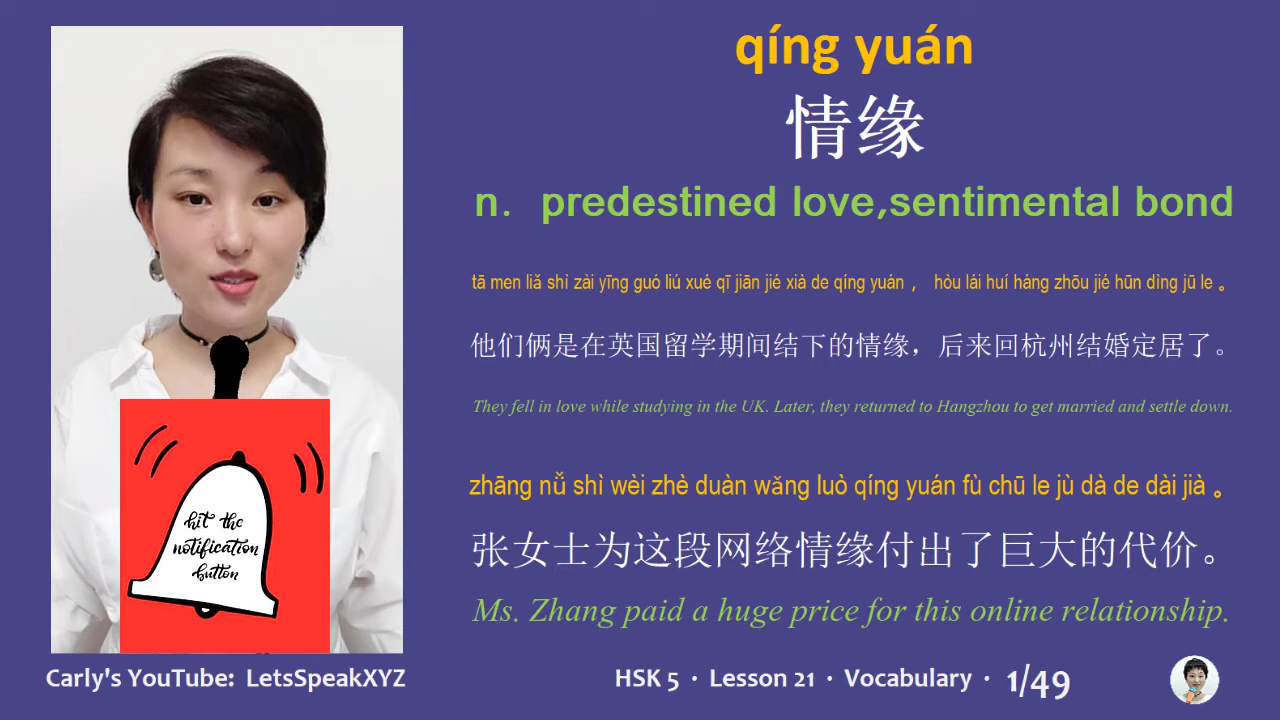 qíng yuán
情缘
n. predestined love,sentimental bond
tā men liǎ shì zài yīng guó liú xué qī jiān jié xià de qíng yuán， hòu lái huí háng zhōu jié hūn dìng jū le 。
他们俩是在英国留学期间结下的情缘，后来回杭州结婚定居了。
They fell in love while studying in the UK. Later, they returned to Hangzhou to get married and settle down.
zhāng nǚ shì wèi zhè duàn wǎng luò qíng yuán fù chū le jù dà de dài jià 。
张女士为这段网络情缘付出了巨大的代价。
Ms. Zhang paid a huge price for this online relationship.
hit the
notification
button
Carly's YouTube: LetsSpeakXYZ
HSK 5 · Lesson 21 · Vocabulary · 1/49